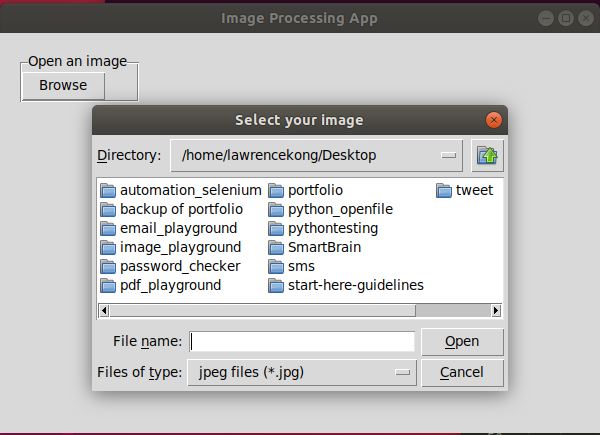 Image Processing App
Open an image
Browse
Select your image
Directory: /home/lawrencekong/Desktop
automation_selenium portfolio tweet
backup of portfolio python_openfile
email_playground pythontesting
image_playground SmartBrain
password_checker sms
pdf_playground start-here-guidelines
File name: Open
Files of type: jpeg files (*.jpg) Cancel